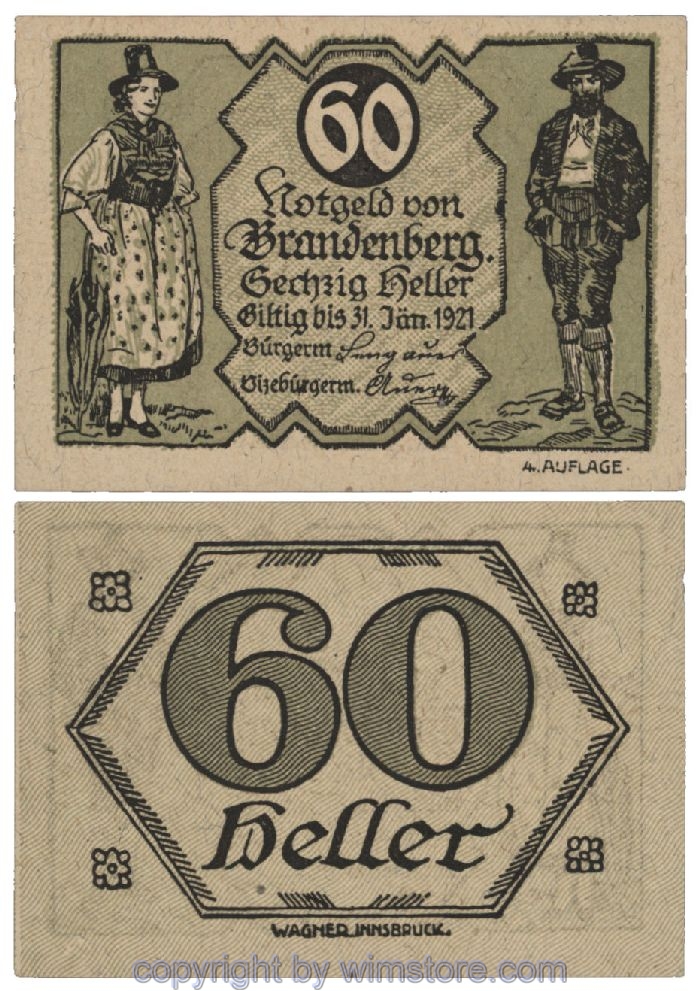 60
Notgeld von
Brandenberg.
Sechzig Heller
Giltig bis 31. Jän. 1921
Bürgerm
Vizebürgerm. Auer
4. AUFLAGE.
60
Heller
WAGNER INNSBRUCK.
copyright by wimstore.com